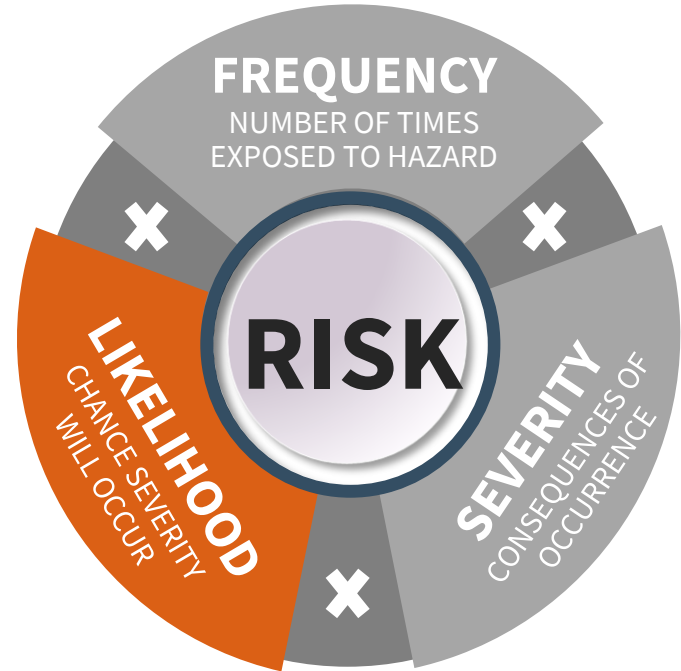 FREQUENCY
NUMBER OF TIMES
EXPOSED TO HAZARD
RISK
LIKELIHOOD
CHANCE SEVERITY
WILL OCCUR
SEVERITY
CONSEQUENCES OF
OCCURRENCE